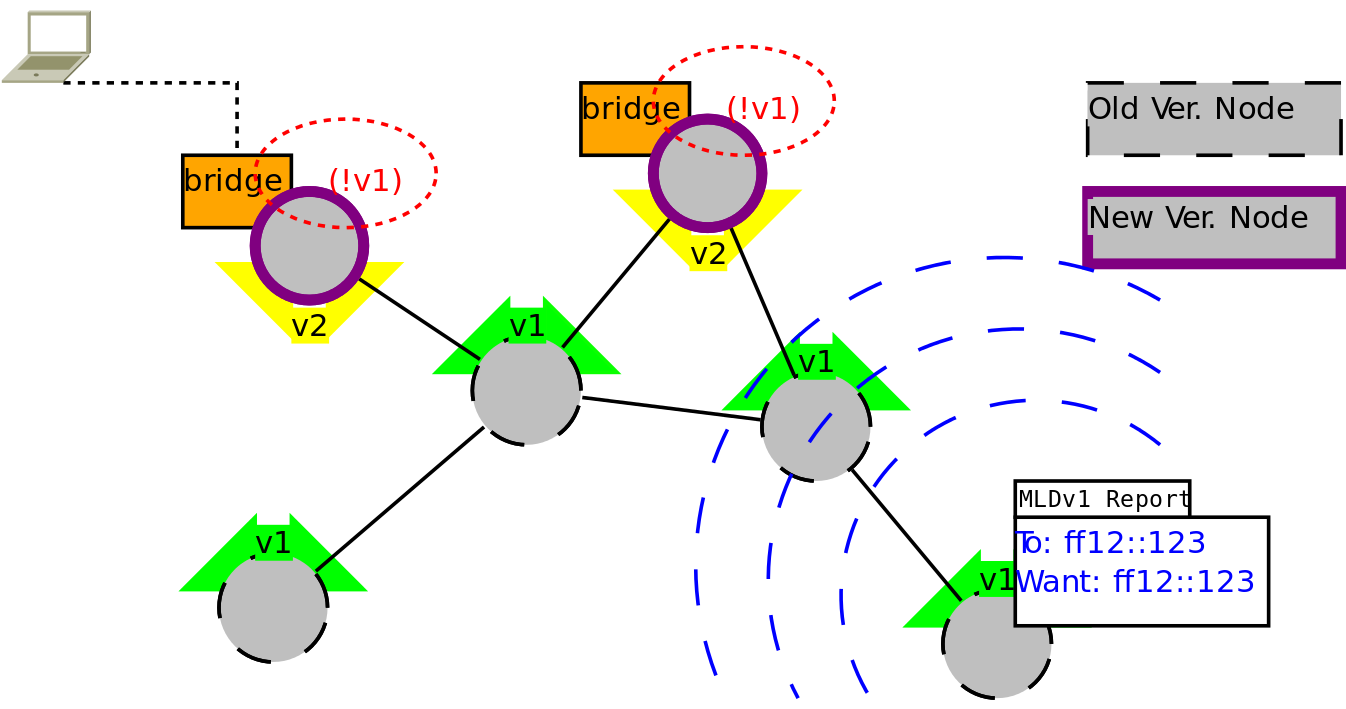 bridge
(!v1)
Old Ver. Node
bridge
(!v1)
New Ver. Node
v2
v2
v1
v1
MLDv1 Report
v1
To: ff12::123
v1
Want: ff12::123